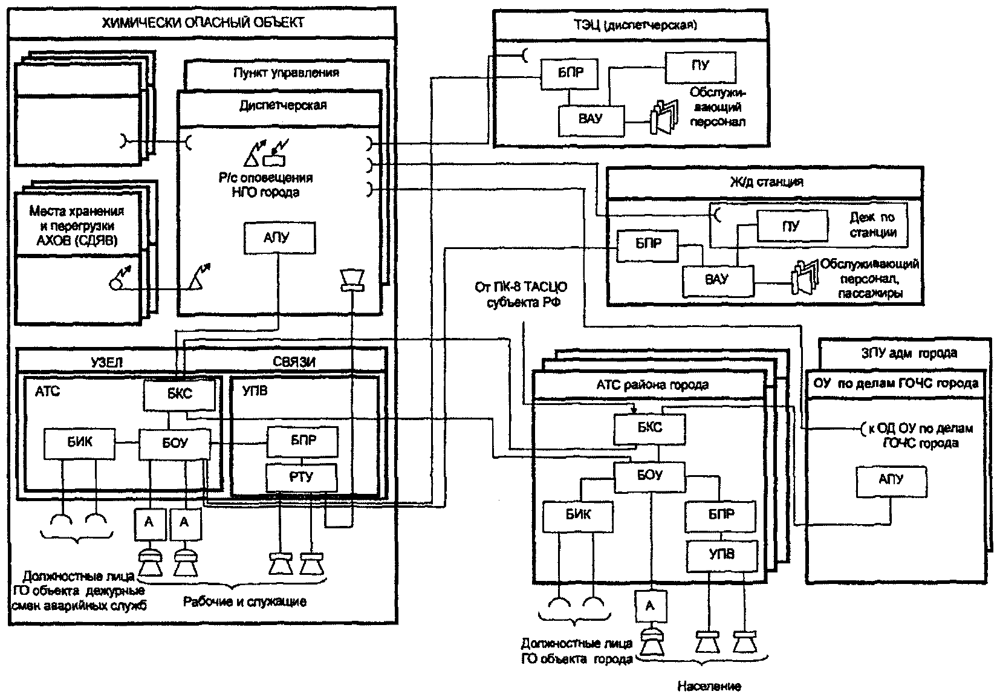 ХИМИЧЕСКИ ОПАСНЫЙ ОБЪЕКТ
Пункт управления
Диспетчерская
Р/с оповещения
НГО города
АПУ
Места хранения
и перегрузки
АХОВ (СДЯВ)
УЗЕЛ СВЯЗИ
АТС
БКС
УПВ
БИК
БОУ
БПР
РТУ
А
А
Должностные лица
ГО объекта дежурные
смен аварийных служб
Рабочие и служащие
ТЭЦ (диспетчерская)
БПР
ПУ
ВАУ
Обслужи-
вающий
персонал
Ж/д станция
БПР
ПУ
Деж по
станции
ВАУ
Обслуживающий
персонал,
пассажиры
От ПК-8 ТАСЦО
субъекта РФ
АТС района города
БКС
БОУ
БИК
БПР
УПВ
А
Должностные лица
ГО объекта города
Население
ЗПУ адм города
ОУ по делам ГОЧС города
к ОД ОУ по делам
ГОЧС города
АПУ